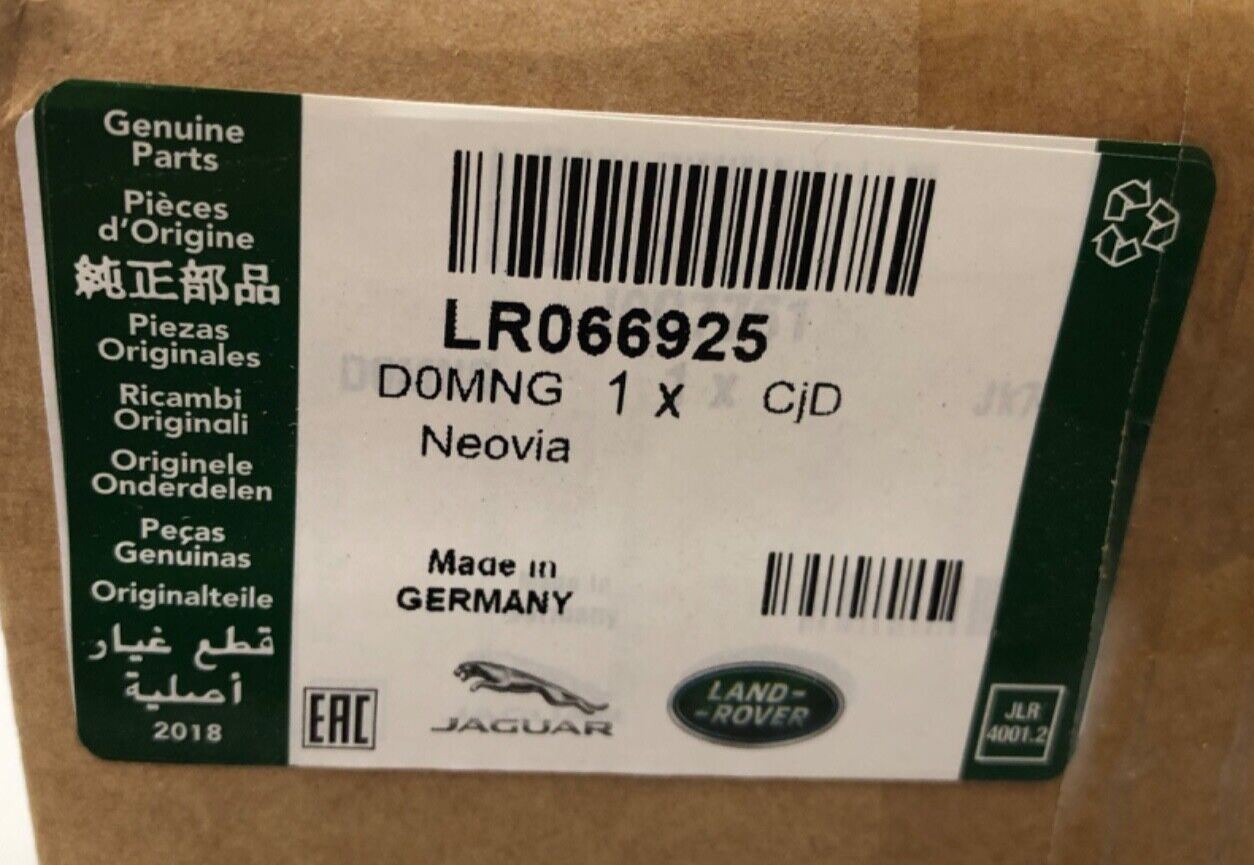 Genuine
Parts
Pièces
d'Origine
純正部品
Piezas
Originales
Ricambi
Originali
Originele
Onderdelen
Peças
Genuinas
Originalteile
قطع غيار
أصلية
2018
LR066925
D0MNG 1 x CjD
Neovia
Made in
GERMANY
EAC
JAGUAR
LAND-
-ROVER
JLR
4001.2